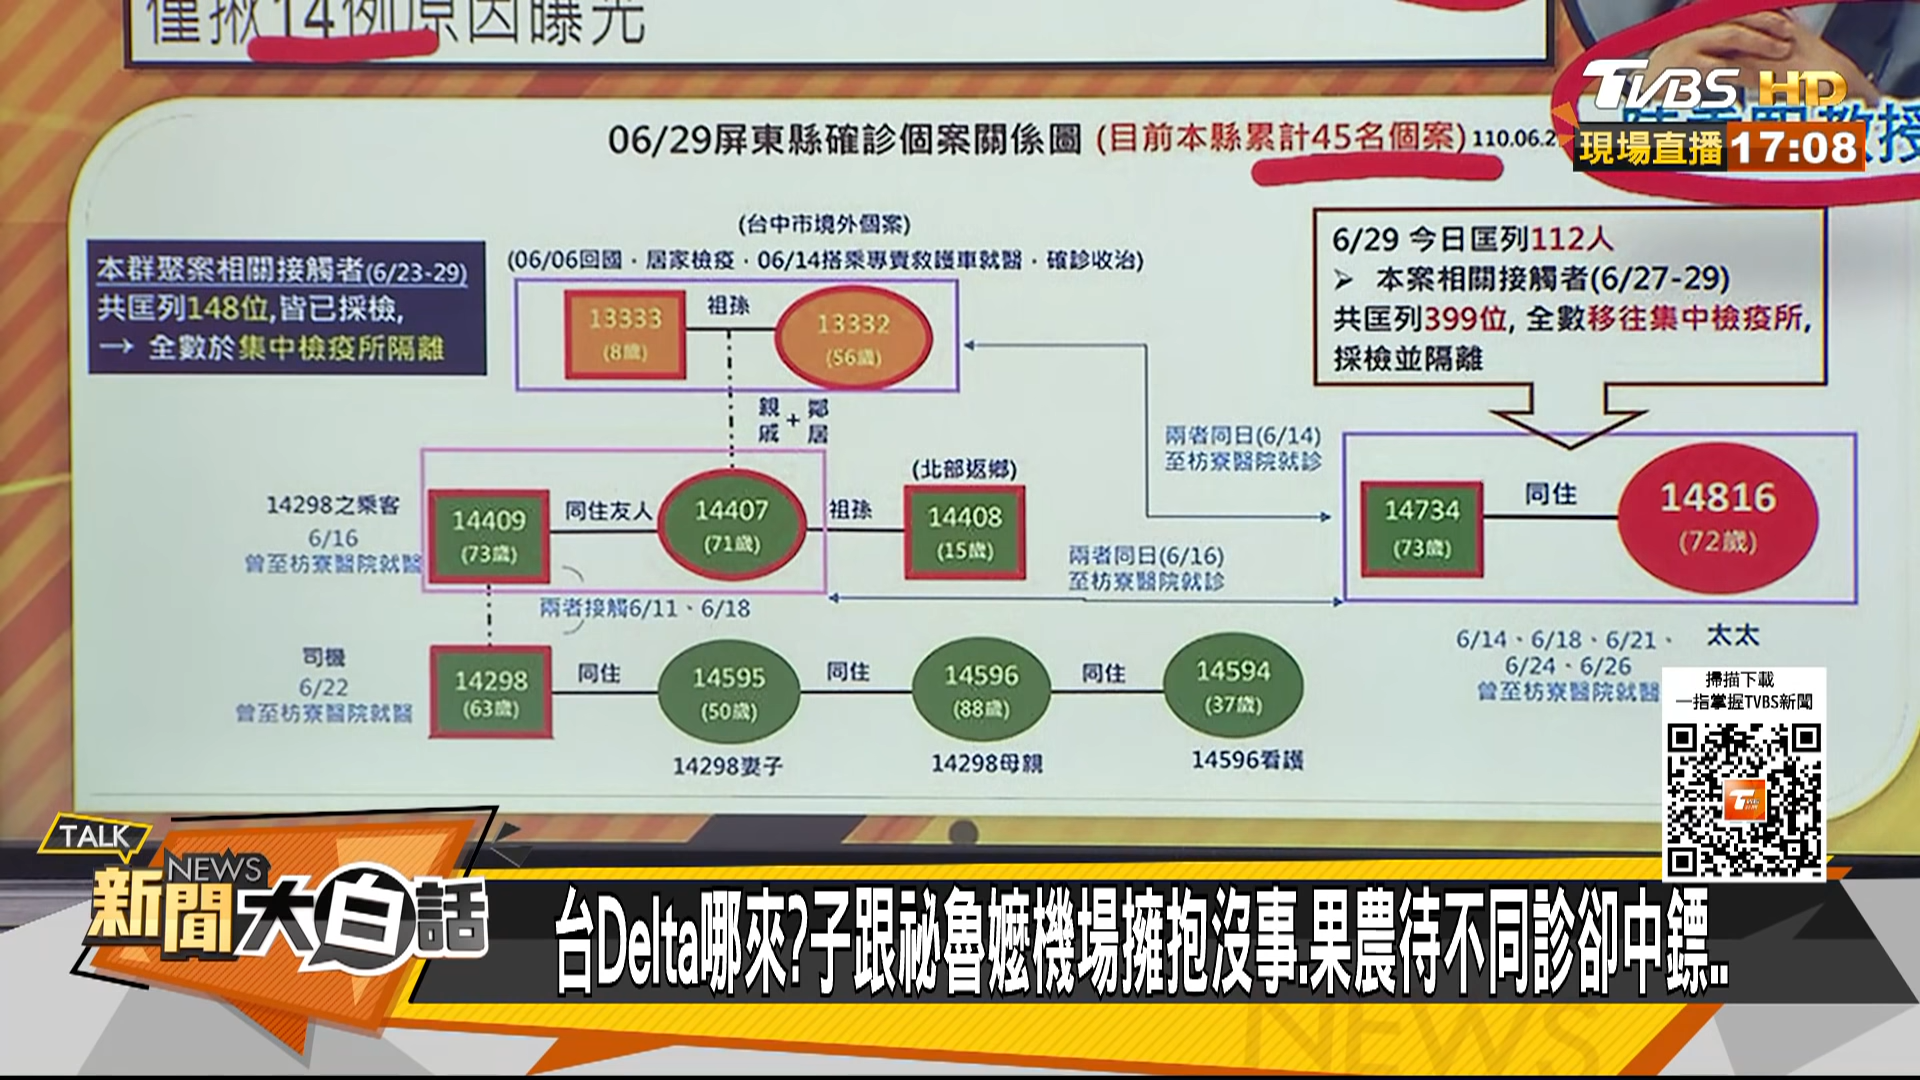 僅揪14例原因曝光
TVBS HD
現場直播 17:08
教授
06/29屏東縣確診個案關係圖 (目前本縣累計45名個案) 110.06.2
(台中市境外個案)
(06/06回國．居家檢疫．06/14搭乘專責救護車就醫．確診收治)
本群聚案相關接觸者(6/23-29)
共匡列148位,皆已採檢,
→ 全數於集中檢疫所隔離
6/29 今日匡列112人
➢ 本案相關接觸者(6/27-29)
共匡列399位, 全數移往集中檢疫所,
採檢並隔離
13333
(8歲)
祖孫
13332
(56歲)
親戚 + 鄰居
兩者同日(6/14)
至枋寮醫院就診
14298之乘客
6/16
曾至枋寮醫院就醫
14409
(73歲)
同住友人
14407
(71歲)
祖孫
(北部返鄉)
14408
(15歲)
14734
(73歲)
同住
14816
(72歲)
兩者同日(6/16)
至枋寮醫院就診
兩者接觸6/11、6/18
6/14、6/18、6/21、
6/24、6/26
曾至枋寮醫院就
太太
司機
6/22
曾至枋寮醫院就醫
14298
(63歲)
同住
14595
(50歲)
同住
14596
(88歲)
同住
14594
(37歲)
14298妻子
14298母親
14596看護
掃描下載
一指掌握TVBS新聞
TALK
NEWS
新聞大白話
台Delta哪來?子跟祕魯嬤機場擁抱沒事.果農待不同診卻中鏢..
NEWS